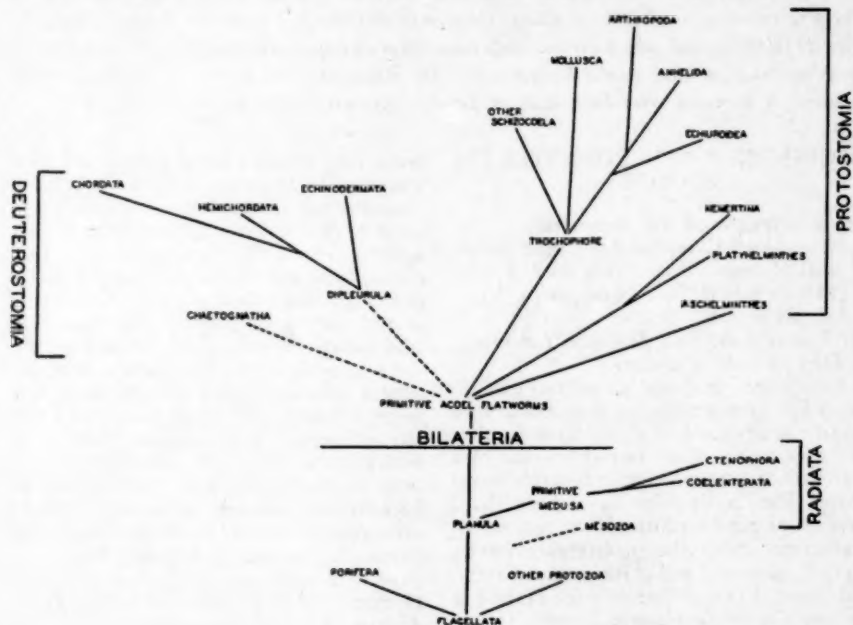 ARTHROPODA
MOLLUSCA
ANNELIDA
OTHER
SCHIZOCOELA
ECHIUROIDEA
PROTOSTOMIA
DEUTEROSTOMIA
CHORDATA
ECHINODERMATA
HEMICHORDATA
NEMERTINA
TROCHOPHORE
PLATYHELMINTHES
DIPLEURULA
ASCHELMINTHES
CHAETOGNATHA
PRIMITIVE ACOEL FLATWORMS
BILATERIA
CTENOPHORA
COELENTERATA
PRIMITIVE
MEDUSA
RADIATA
PLANULA
MESOZOA
PORIFERA
OTHER PROTOZOA
FLAGELLATA